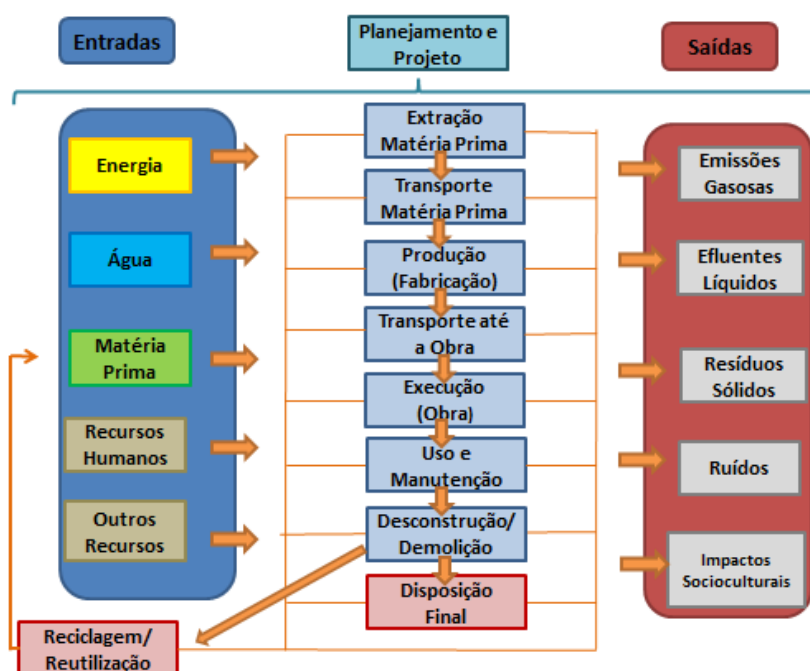 Entradas
Planejamento e
Projeto
Saídas
Energia
Água
Matéria
Prima
Recursos
Humanos
Outros
Recursos
Extração
Matéria Prima
Transporte
Matéria Prima
Produção
(Fabricação)
Transporte até
a Obra
Execução
(Obra)
Uso e
Manutenção
Desconstrução/
Demolição
Disposição
Final
Reciclagem/
Reutilização
Emissões
Gasosas
Efluentes
Líquidos
Resíduos
Sólidos
Ruídos
Impactos
Socioculturais